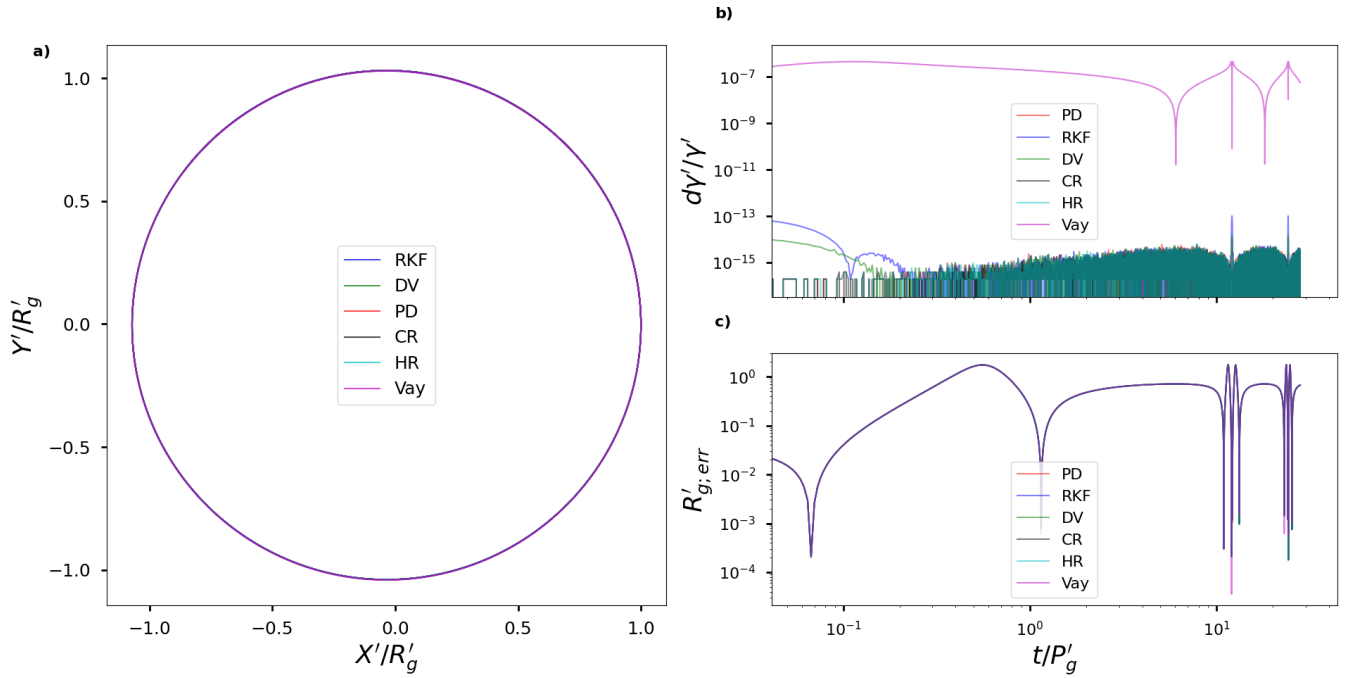 a)
1.0
0.5
0.0
−0.5
−1.0
Y′/R′g
RKF
DV
PD
CR
HR
Vay
−1.0
−0.5
0.0
0.5
1.0
X′/R′g
b)
10⁻⁷
10⁻⁹
10⁻¹¹
10⁻¹³
10⁻¹⁵
dγ′/γ′
PD
RKF
DV
CR
HR
Vay
c)
10⁰
10⁻¹
10⁻²
10⁻³
10⁻⁴
R′g;err
PD
RKF
DV
CR
HR
Vay
10⁻¹
10⁰
10¹
t/P′g